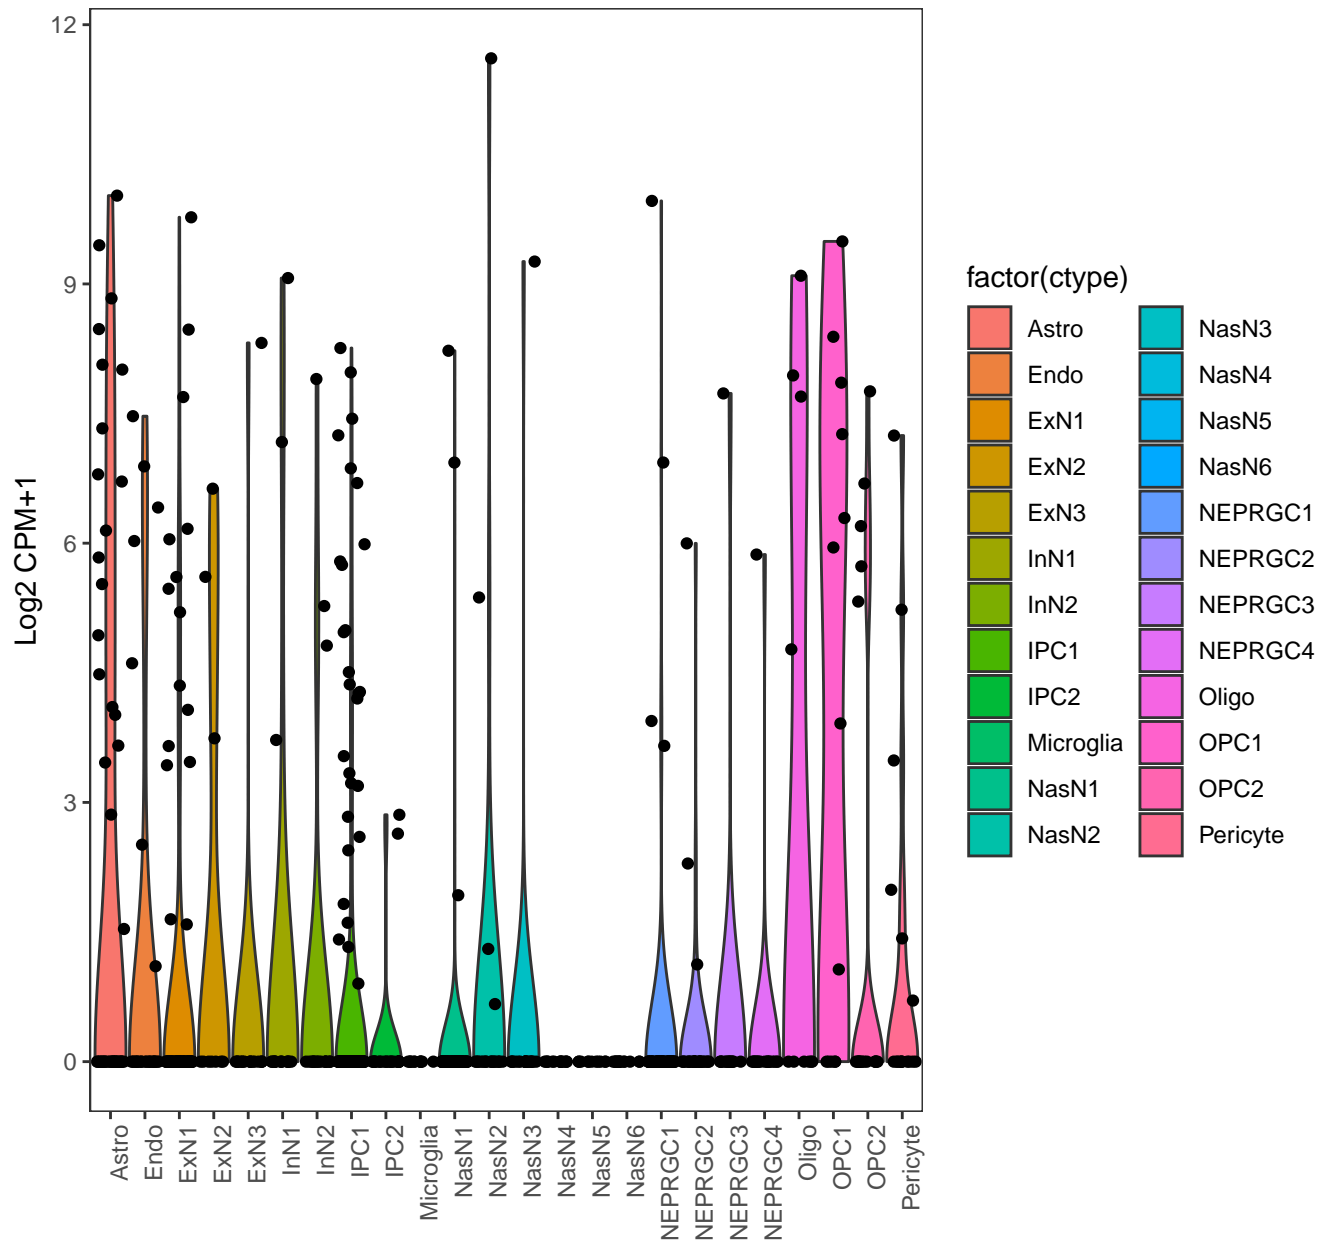 12
9
6
3
0
Log2 CPM+1
Astro
Endo
ExN1
ExN2
ExN3
InN1
InN2
IPC1
IPC2
Microglia
NasN1
NasN2
NasN3
NasN4
NasN5
NasN6
NEPRGC1
NEPRGC2
NEPRGC3
NEPRGC4
Oligo
OPC1
OPC2
Pericyte
factor(ctype)
Astro
Endo
ExN1
ExN2
ExN3
InN1
InN2
IPC1
IPC2
Microglia
NasN1
NasN2
NasN3
NasN4
NasN5
NasN6
NEPRGC1
NEPRGC2
NEPRGC3
NEPRGC4
Oligo
OPC1
OPC2
Pericyte